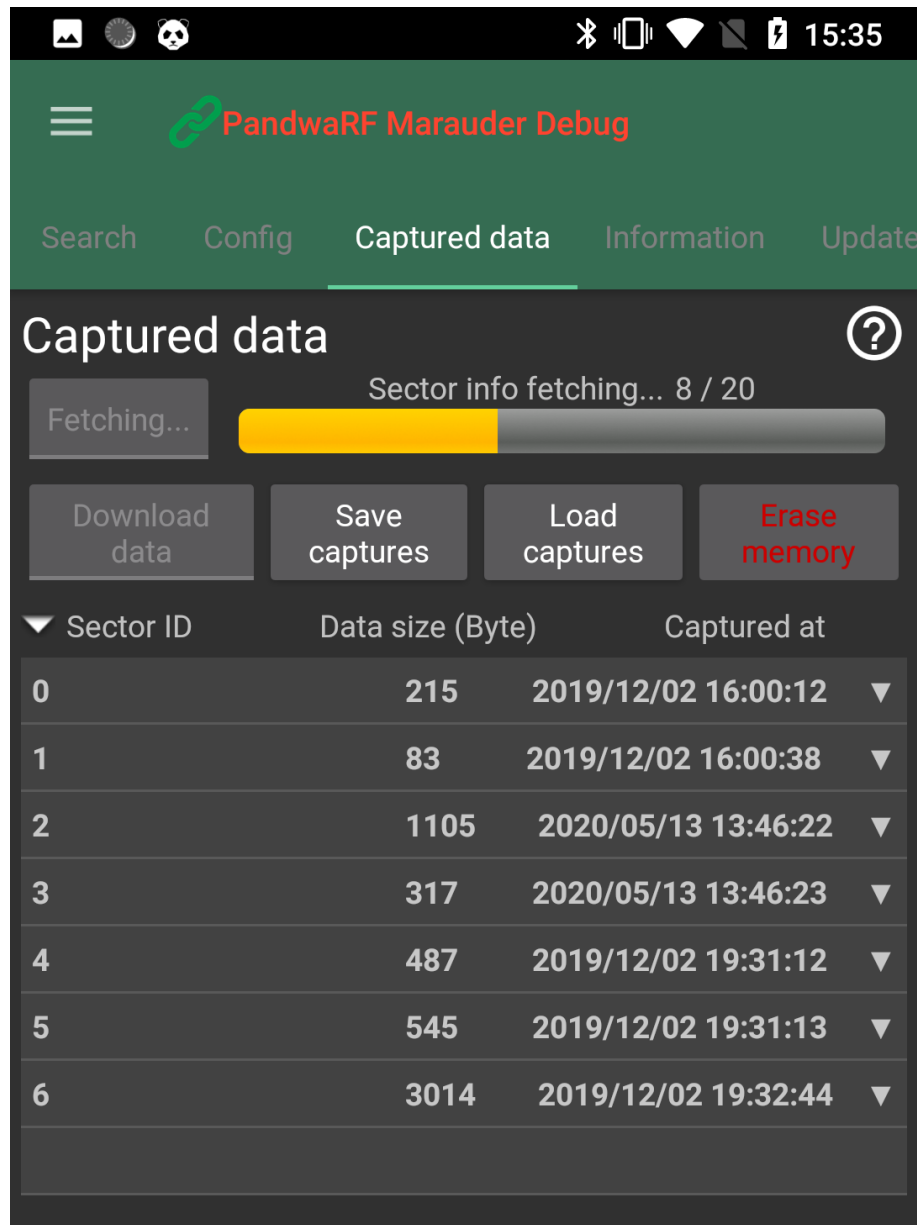 15:35
PandwaRF Marauder Debug
Search Config Captured data Information Update
Captured data
Sector info fetching... 8 / 20
Fetching...
Download data Save captures Load captures Erase memory
Sector ID Data size (Byte) Captured at
0 215 2019/12/02 16:00:12
1 83 2019/12/02 16:00:38
2 1105 2020/05/13 13:46:22
3 317 2020/05/13 13:46:23
4 487 2019/12/02 19:31:12
5 545 2019/12/02 19:31:13
6 3014 2019/12/02 19:32:44